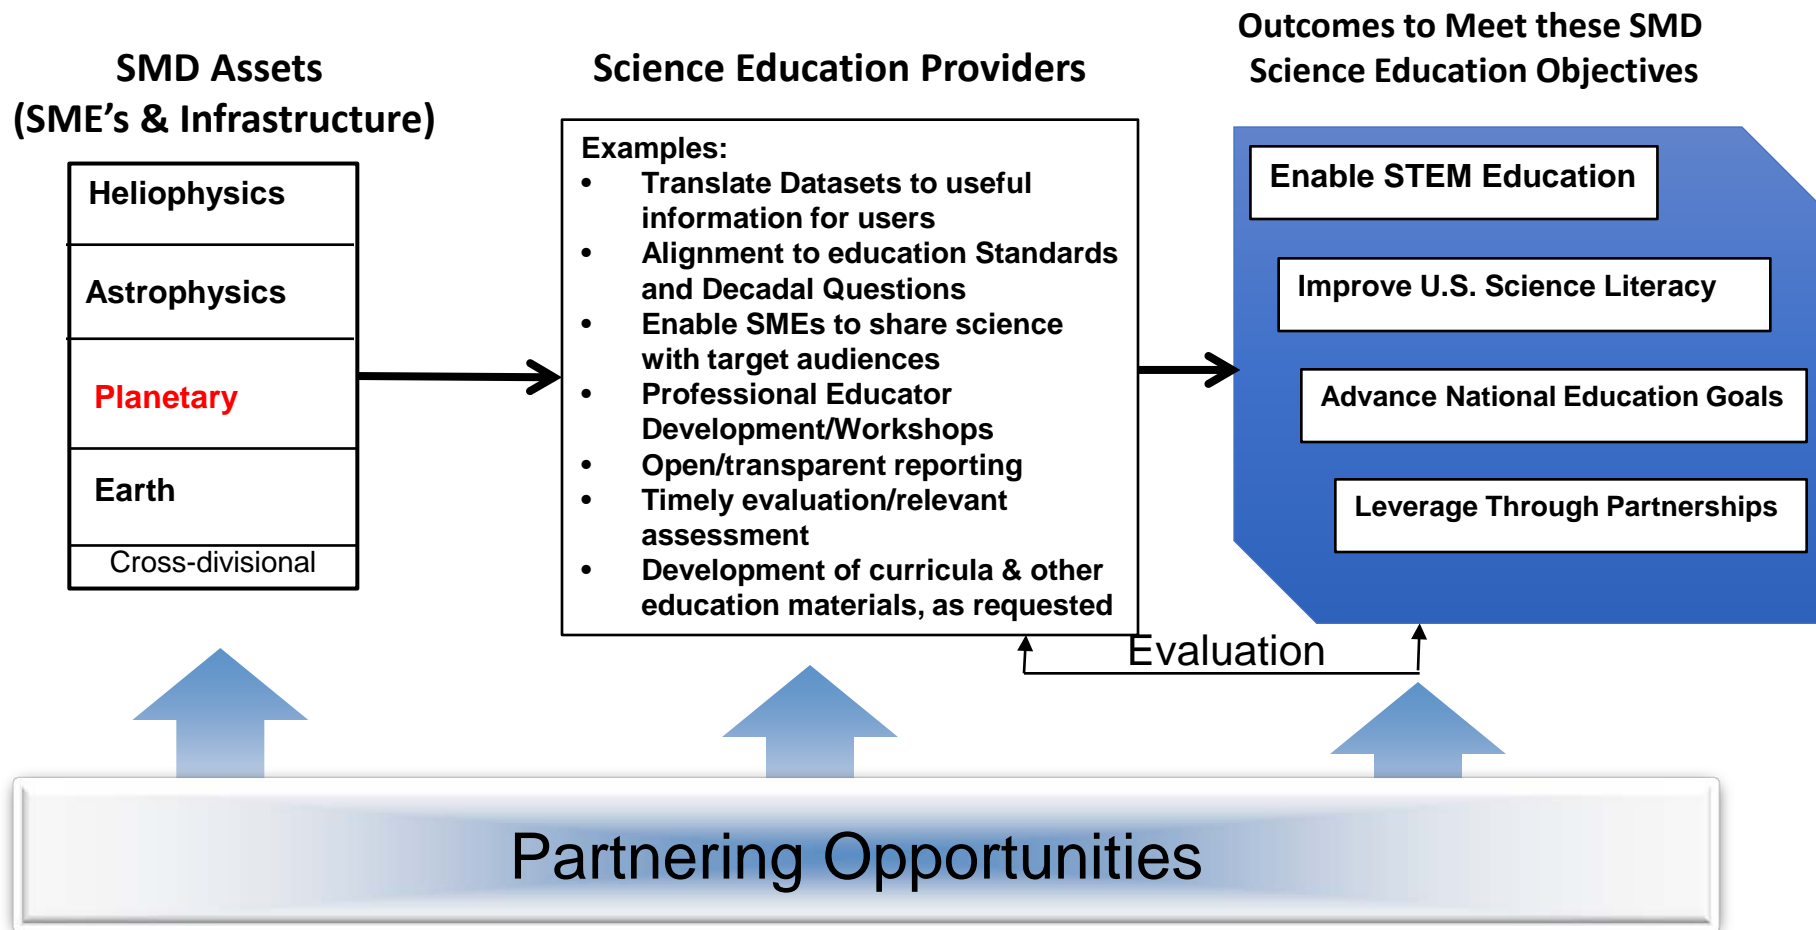 SMD Assets
(SME’s & Infrastructure)
Heliophysics
Astrophysics
Planetary
Earth
Cross-divisional
Science Education Providers
Examples:
• Translate Datasets to useful
information for users
• Alignment to education Standards
and Decadal Questions
• Enable SMEs to share science
with target audiences
• Professional Educator
Development/Workshops
• Open/transparent reporting
• Timely evaluation/relevant
assessment
• Development of curricula & other
education materials, as requested
Outcomes to Meet these SMD
Science Education Objectives
Enable STEM Education
Improve U.S. Science Literacy
Advance National Education Goals
Leverage Through Partnerships
Evaluation
Partnering Opportunities